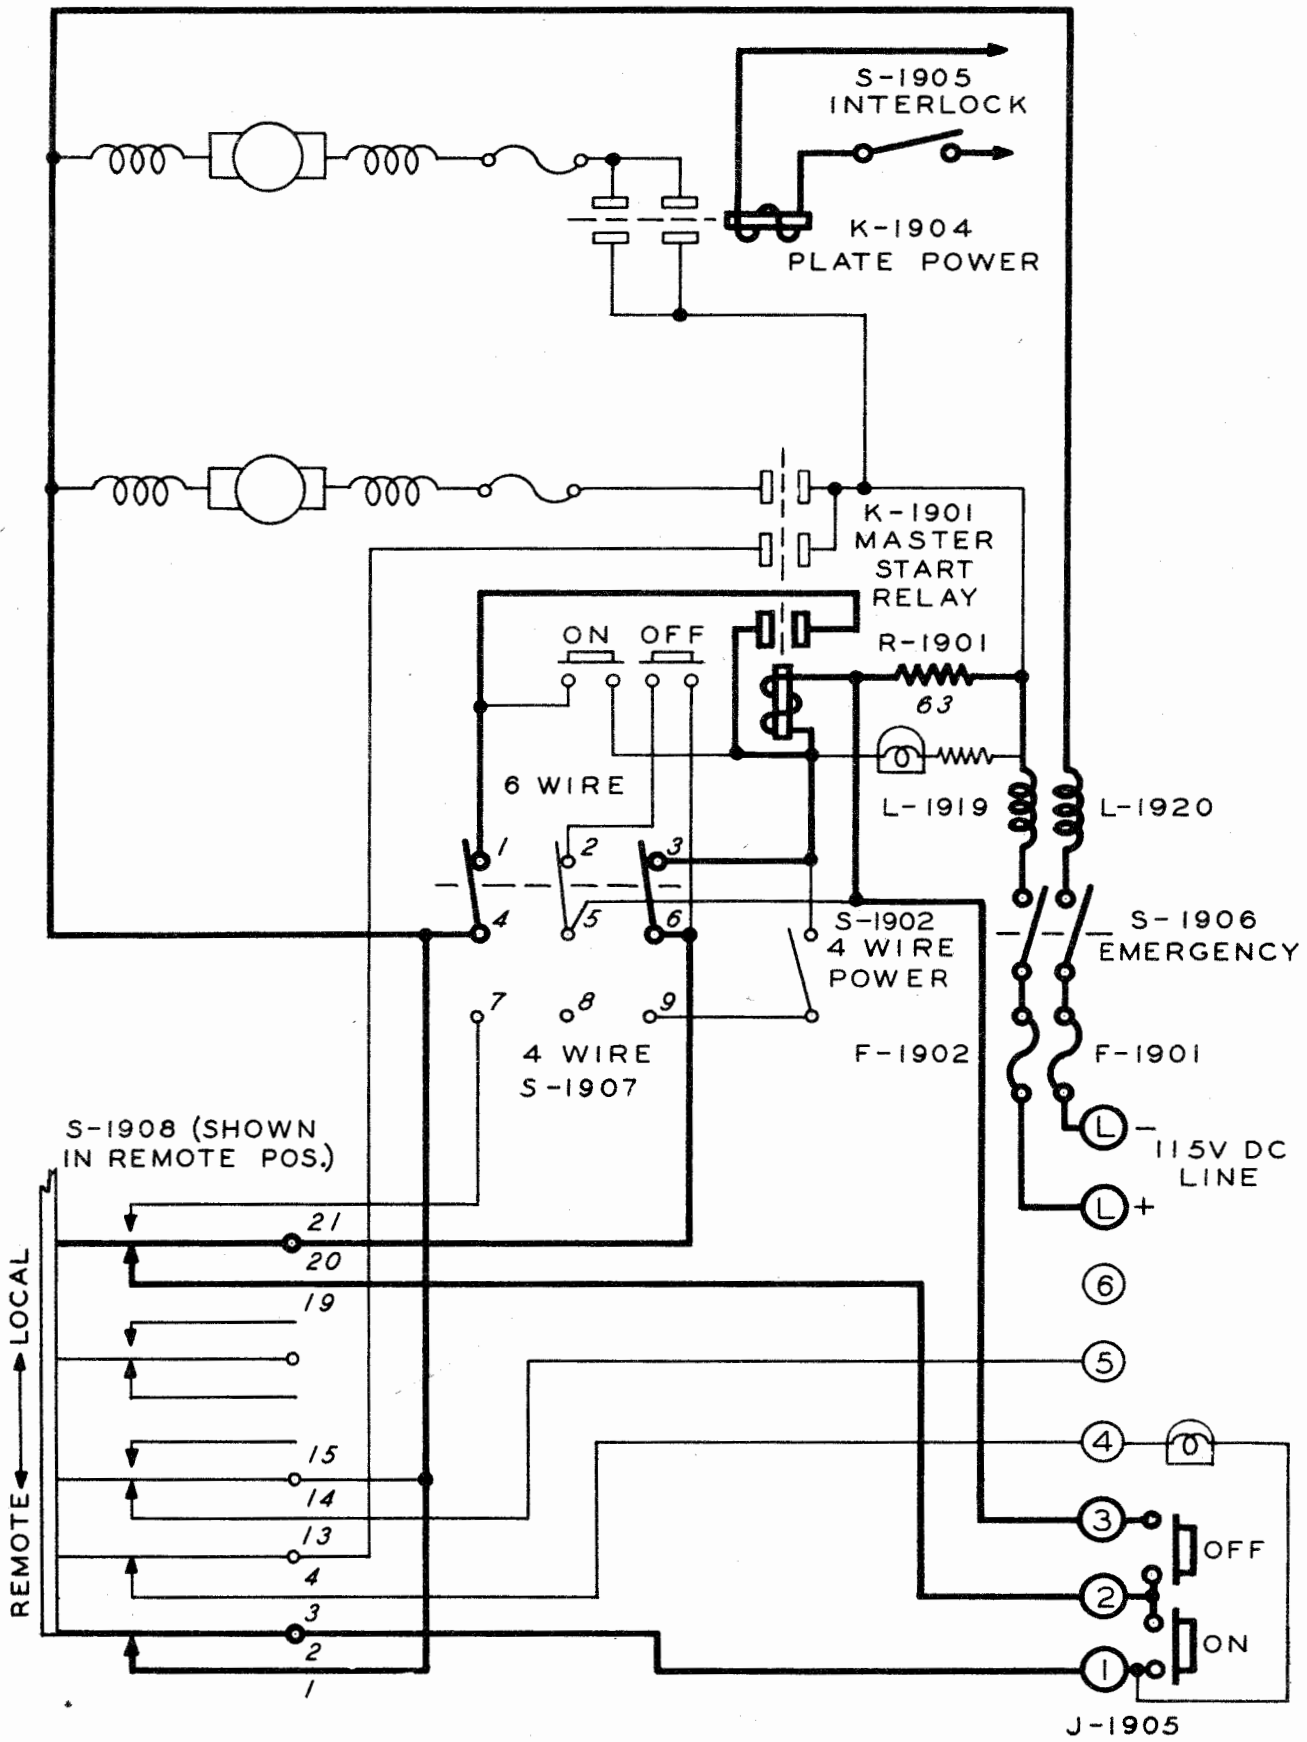 S-1905
INTERLOCK
K-1904
PLATE POWER
K-1901
MASTER
START
RELAY
ON OFF
R-1901
63
6 WIRE
L-1919
L-1920
1
2
3
4
5
6
S-1902
4 WIRE
POWER
S-1906
EMERGENCY
7
8
9
4 WIRE
S-1907
F-1902
F-1901
L
-
115V DC
LINE
L
+
S-1908 (SHOWN
IN REMOTE POS.)
21
20
19
15
14
13
4
3
2
1
REMOTE LOCAL
6
5
4
3
OFF
2
ON
1
J-1905